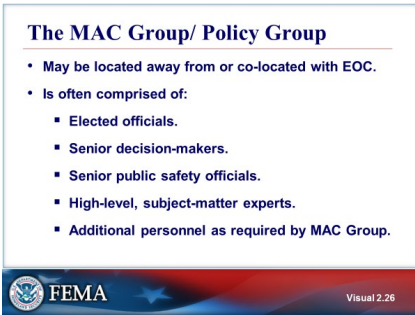 The MAC Group/ Policy Group
• May be located away from or co-located with EOC.
• Is often comprised of:
▪ Elected officials.
▪ Senior decision-makers.
▪ Senior public safety officials.
▪ High-level, subject-matter experts.
▪ Additional personnel as required by MAC Group.
FEMA
Visual 2.26